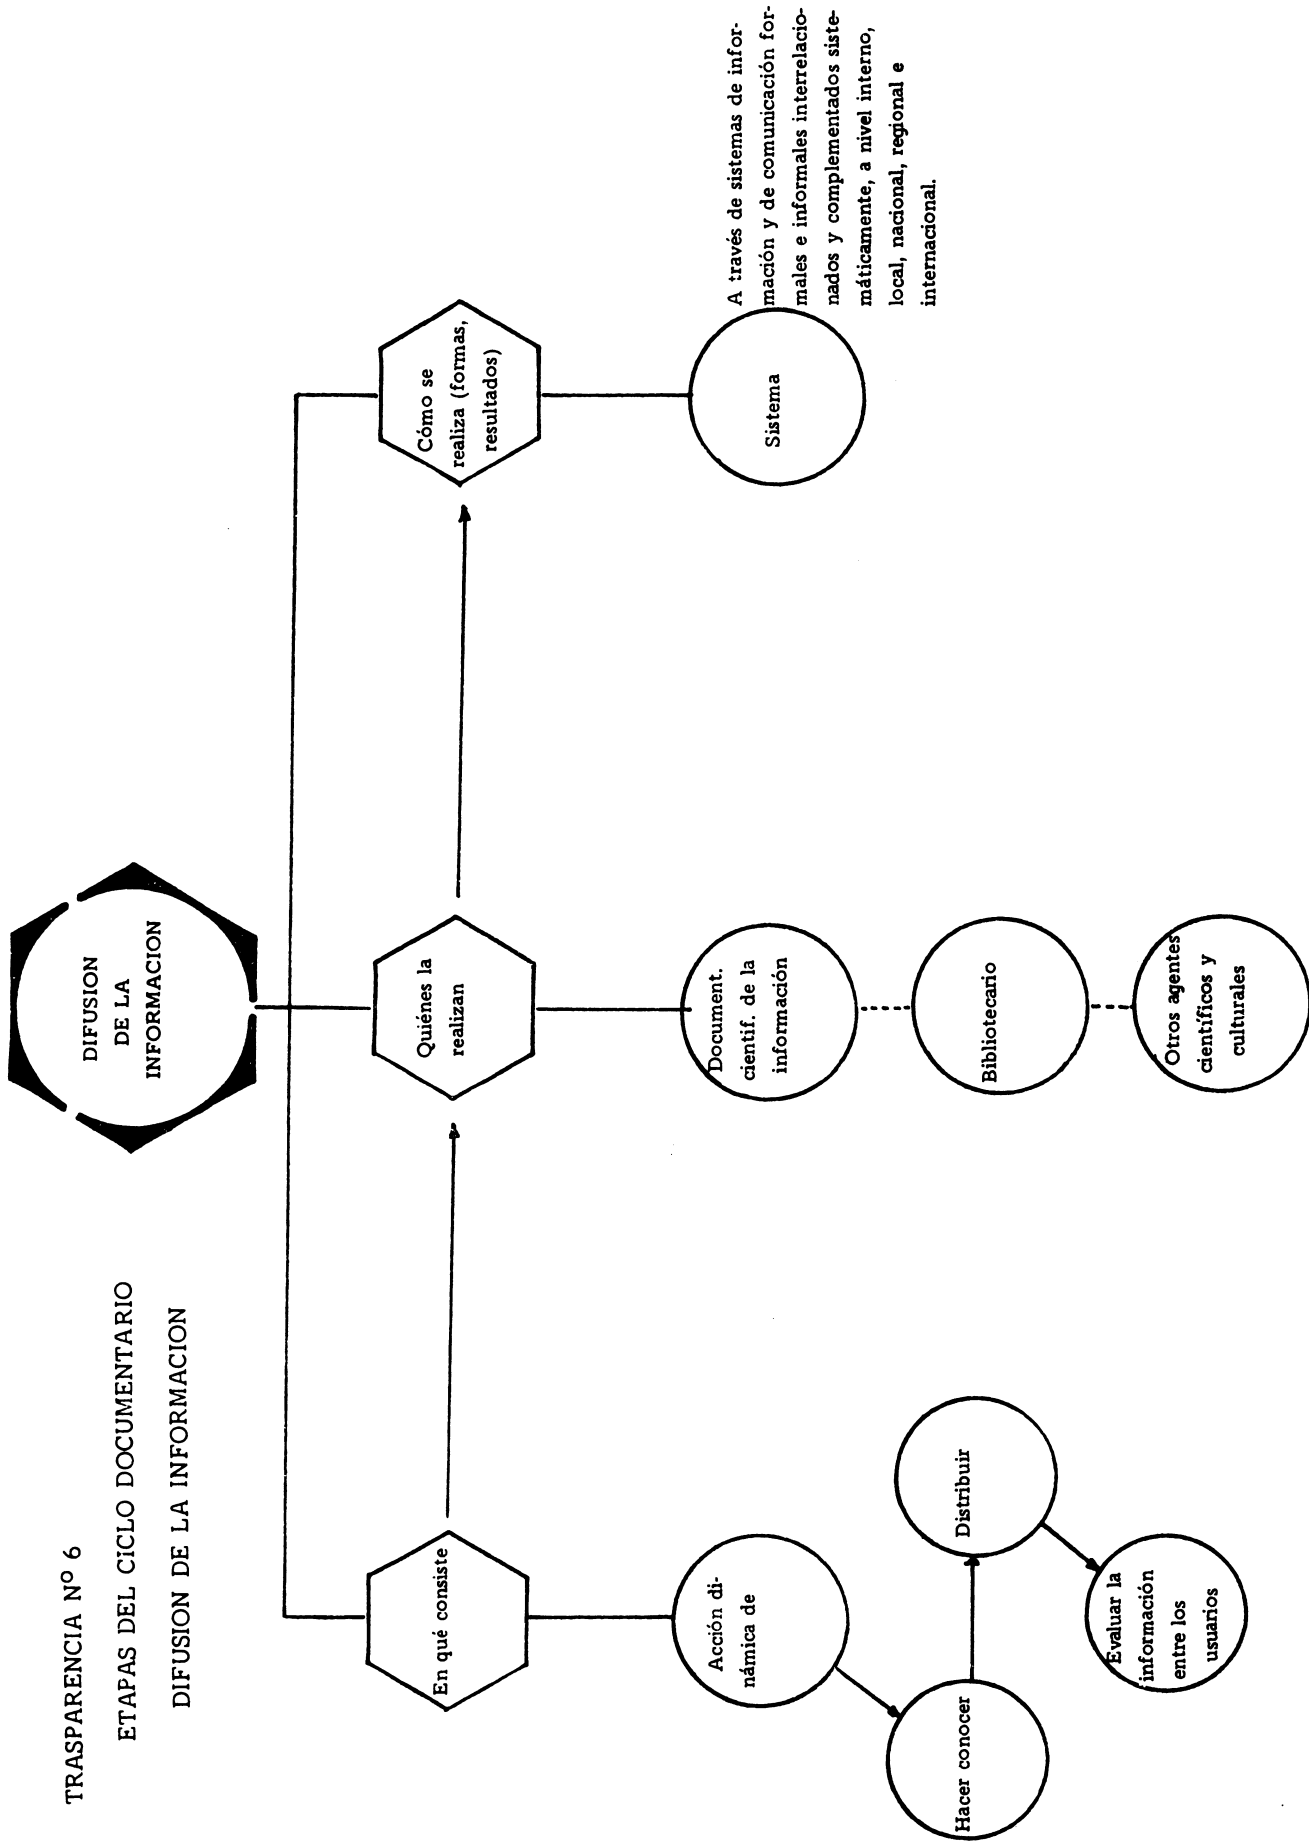 TRASPARENCIA Nº 6
ETAPAS DEL CICLO DOCUMENTARIO
DIFUSION DE LA INFORMACION
DIFUSION
DE LA
INFORMACION
En qué consiste
Quiénes la
realizan
Cómo se
realiza (formas,
resultados)
Acción di-
námica de
Hacer conocer
Distribuir
Evaluar la
información
entre los
usuarios
Document.
cientif. de la
información
Bibliotecario
Otros agentes
científicos y
culturales
Sistema
A través de sistemas de infor-
mación y de comunicación for-
males e informales interrelacio-
nados y complementados siste-
máticamente, a nivel interno,
local, nacional, regional e
internacional.